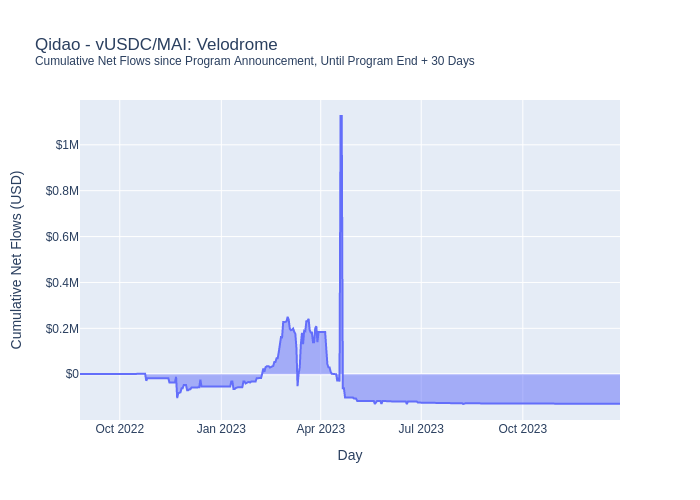 Qidao - vUSDC/MAI: Velodrome
Cumulative Net Flows since Program Announcement, Until Program End + 30 Days
Cumulative Net Flows (USD)
$1M
$0.8M
$0.6M
$0.4M
$0.2M
$0
Oct 2022
Jan 2023
Apr 2023
Jul 2023
Oct 2023
Day